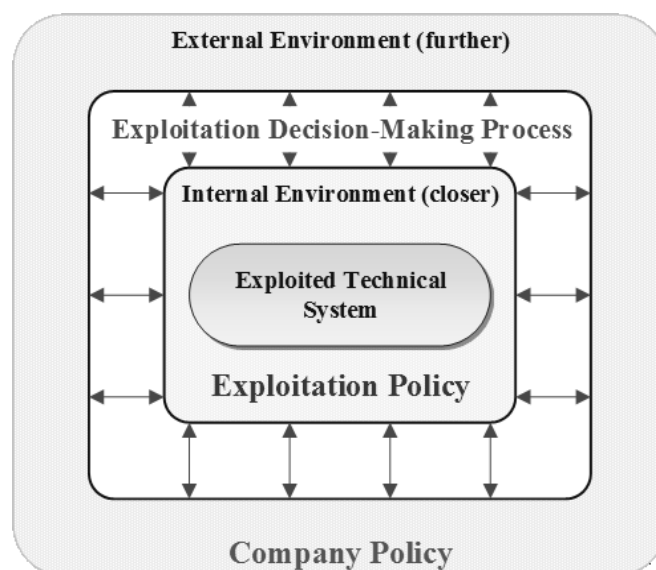 External Environment (further)
Exploitation Decision-Making Process
Internal Environment (closer)
Exploited Technical
System
Exploitation Policy
Company Policy